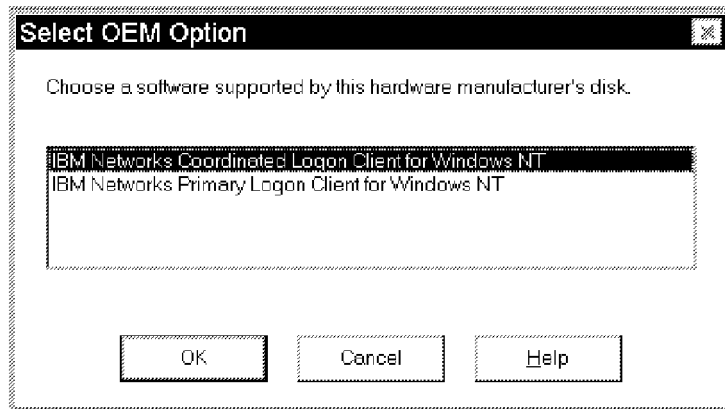 Select OEM Option
Choose a software supported by this hardware manufacturer's disk.
IBM Networks Coordinated Logon Client for Windows NT
IBM Networks Primary Logon Client for Windows NT
OK
Cancel
Help